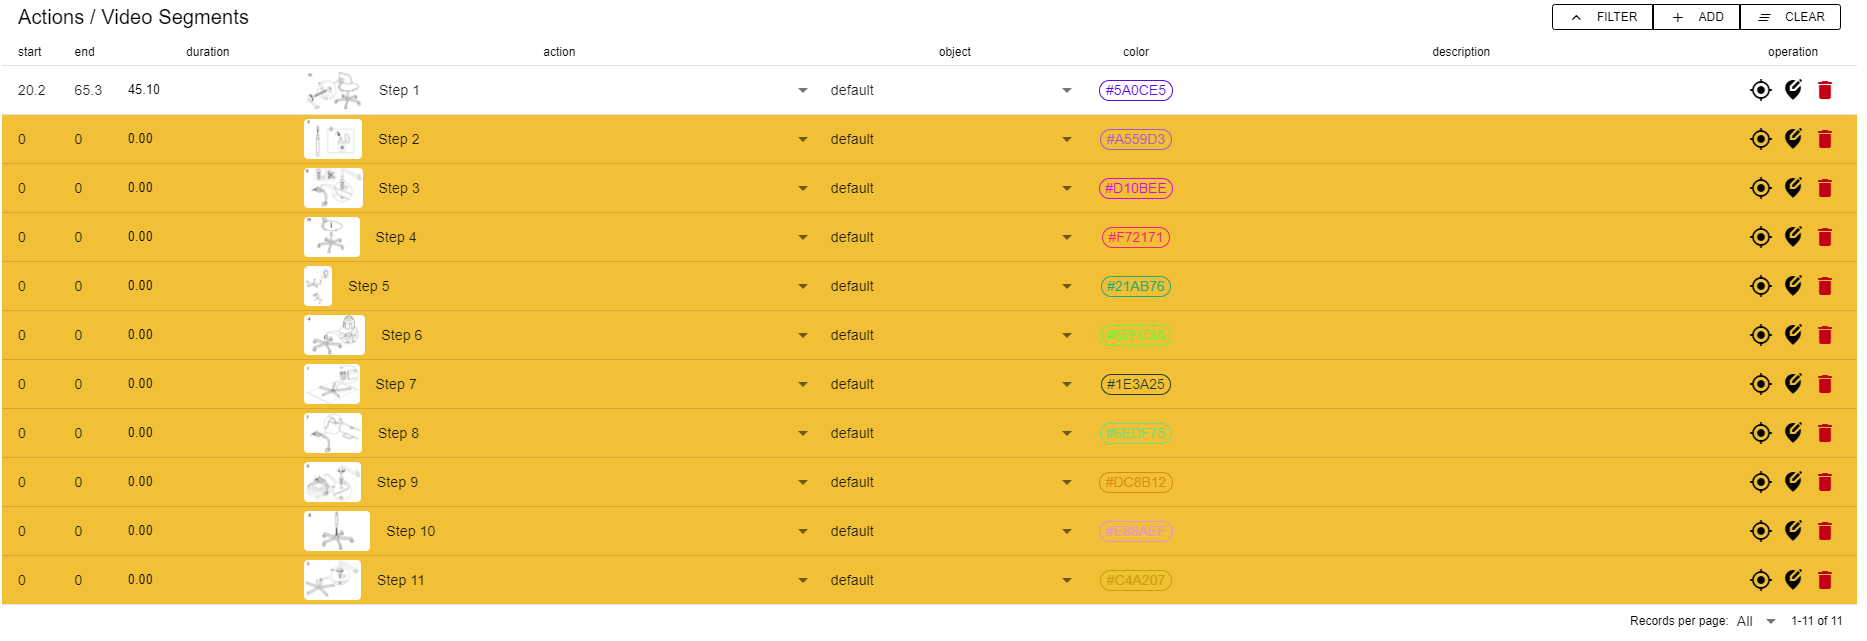 Actions / Video Segments FILTER ADD CLEAR
start end duration action object color description operation
20.2 65.3 45.10 Step 1 default #5A0CE5
0 0 0.00 Step 2 default #A559D3
0 0 0.00 Step 3 default #D10BEE
0 0 0.00 Step 4 default #F72171
0 0 0.00 Step 5 default #21AB76
0 0 0.00 Step 6 default #62FC3A
0 0 0.00 Step 7 default #1E3A25
0 0 0.00 Step 8 default #6EDF75
0 0 0.00 Step 9 default #DC8B12
0 0 0.00 Step 10 default #E88AEF
0 0 0.00 Step 11 default #C4A207
Records per page: All 1-11 of 11